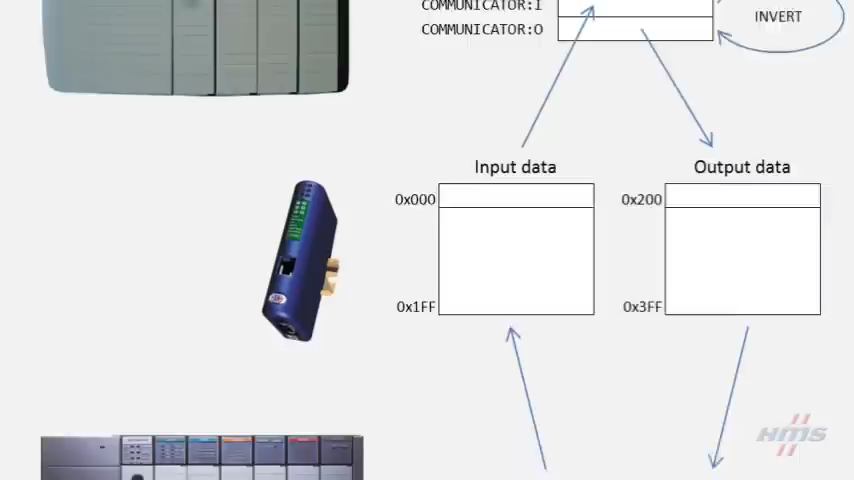 COMMUNICATOR:I
INVERT
COMMUNICATOR:O
Input data
Output data
0x000
0x200
0x1FF
0x3FF
HMS